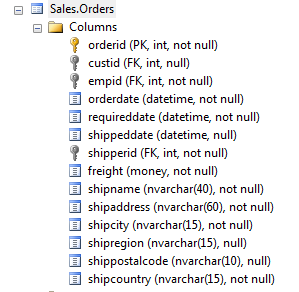 Sales.Orders
Columns
orderid (PK, int, not null)
custid (FK, int, null)
empid (FK, int, not null)
orderdate (datetime, not null)
requireddate (datetime, not null)
shippeddate (datetime, null)
shipperid (FK, int, not null)
freight (money, not null)
shipname (nvarchar(40), not null)
shipaddress (nvarchar(60), not null)
shipcity (nvarchar(15), not null)
shipregion (nvarchar(15), null)
shippostalcode (nvarchar(10), null)
shipcountry (nvarchar(15), not null)